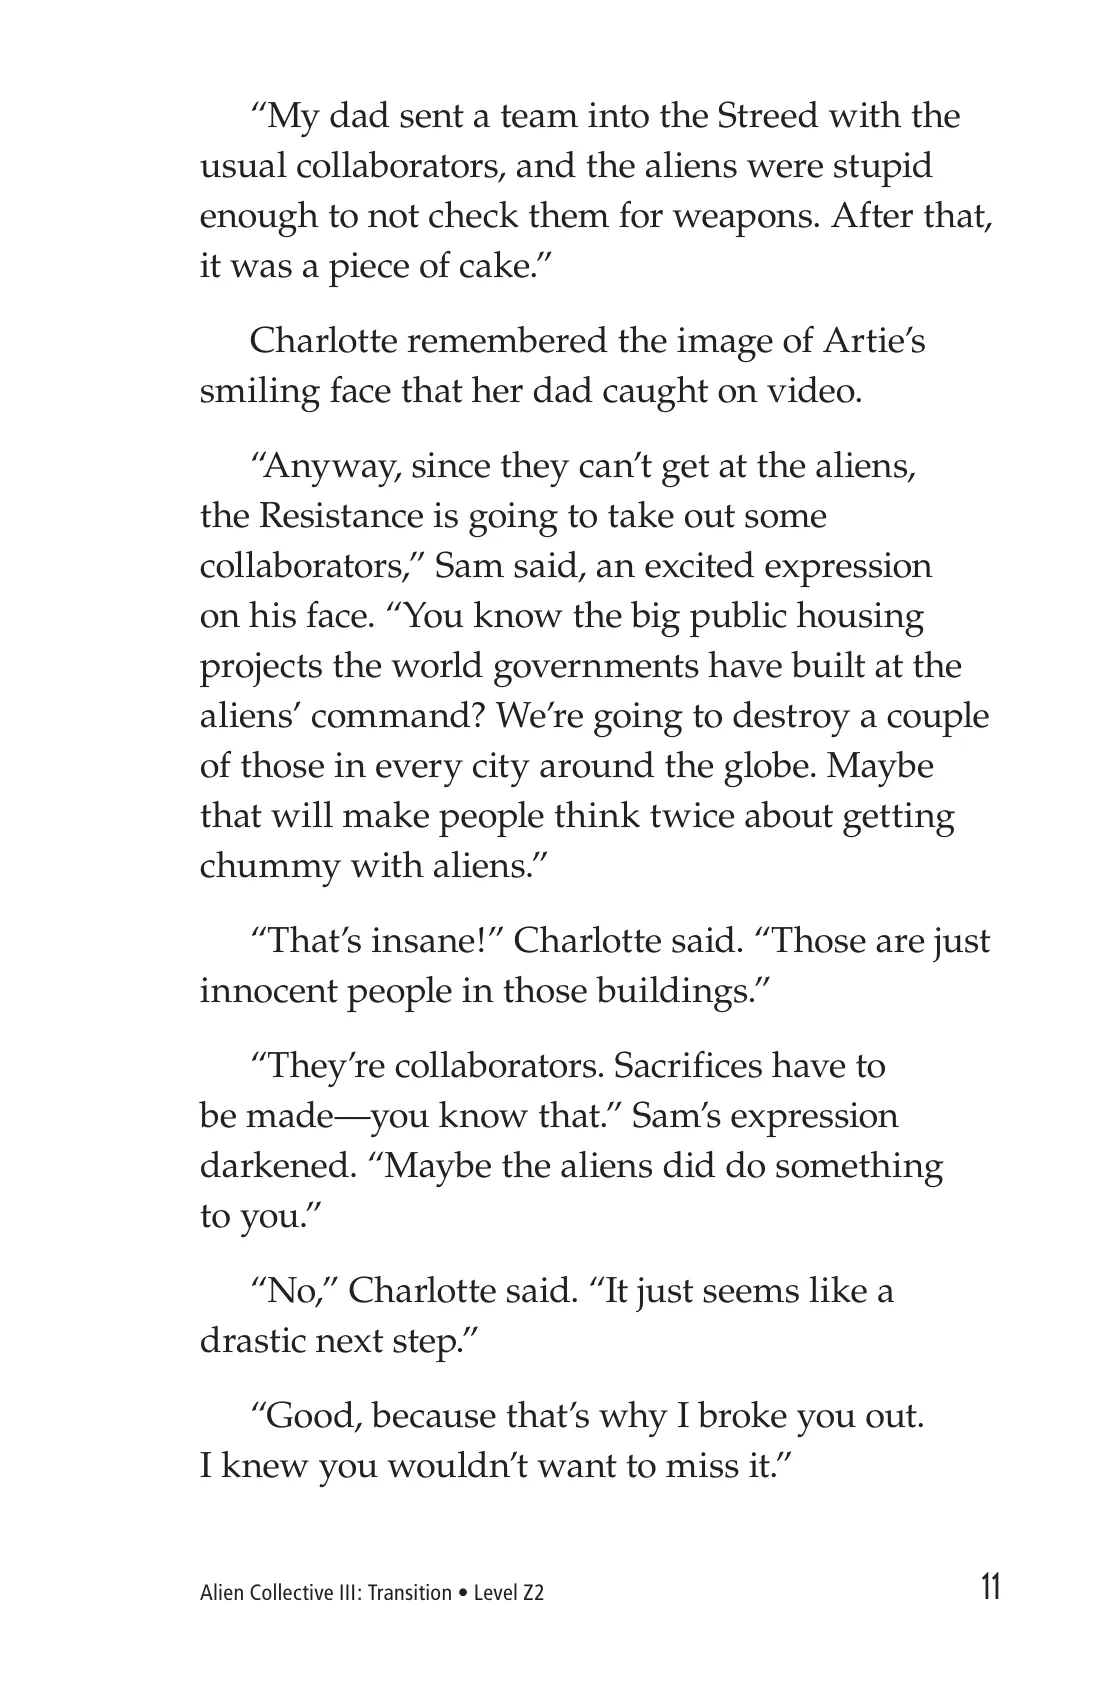 “My dad sent a team into the Streed with the
usual collaborators, and the aliens were stupid
enough to not check them for weapons. After that,
it was a piece of cake.”
Charlotte remembered the image of Artie’s
smiling face that her dad caught on video.
“Anyway, since they can’t get at the aliens,
the Resistance is going to take out some
collaborators,” Sam said, an excited expression
on his face. “You know the big public housing
projects the world governments have built at the
aliens’ command? We’re going to destroy a couple
of those in every city around the globe. Maybe
that will make people think twice about getting
chummy with aliens.”
“That’s insane!” Charlotte said. “Those are just
innocent people in those buildings.”
“They’re collaborators. Sacrifices have to
be made—you know that.” Sam’s expression
darkened. “Maybe the aliens did do something
to you.”
“No,” Charlotte said. “It just seems like a
drastic next step.”
“Good, because that’s why I broke you out.
I knew you wouldn’t want to miss it.”
Alien Collective III: Transition • Level Z2
11